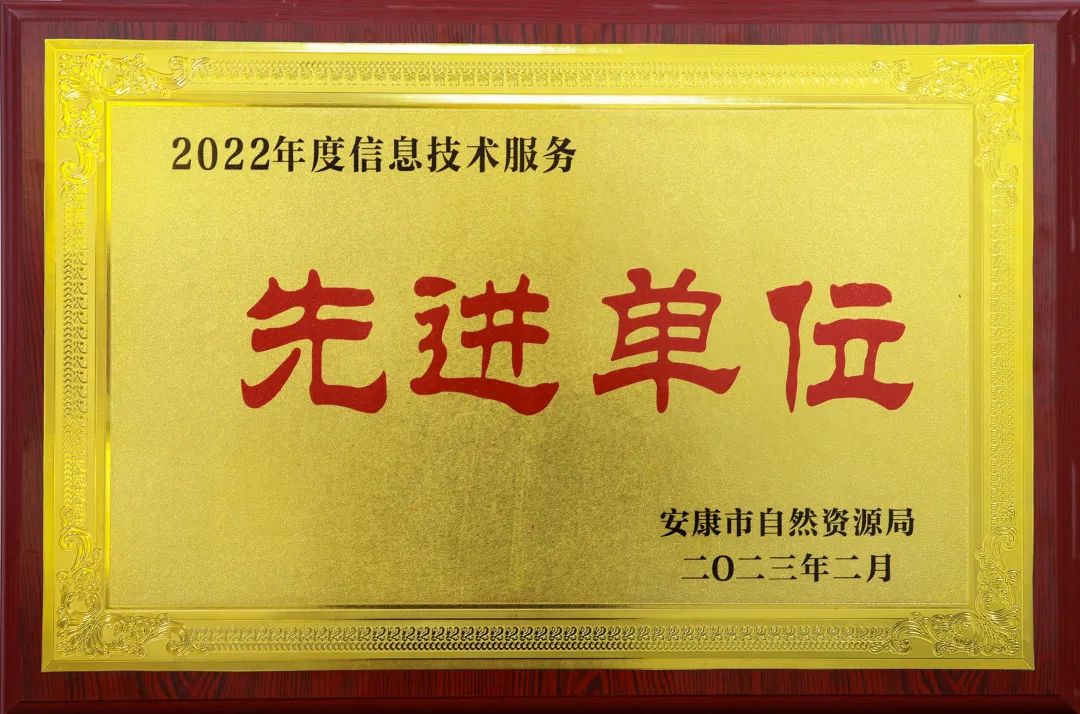 2022年度信息技术服务
先进单位
安康市自然资源局
二〇二三年二月